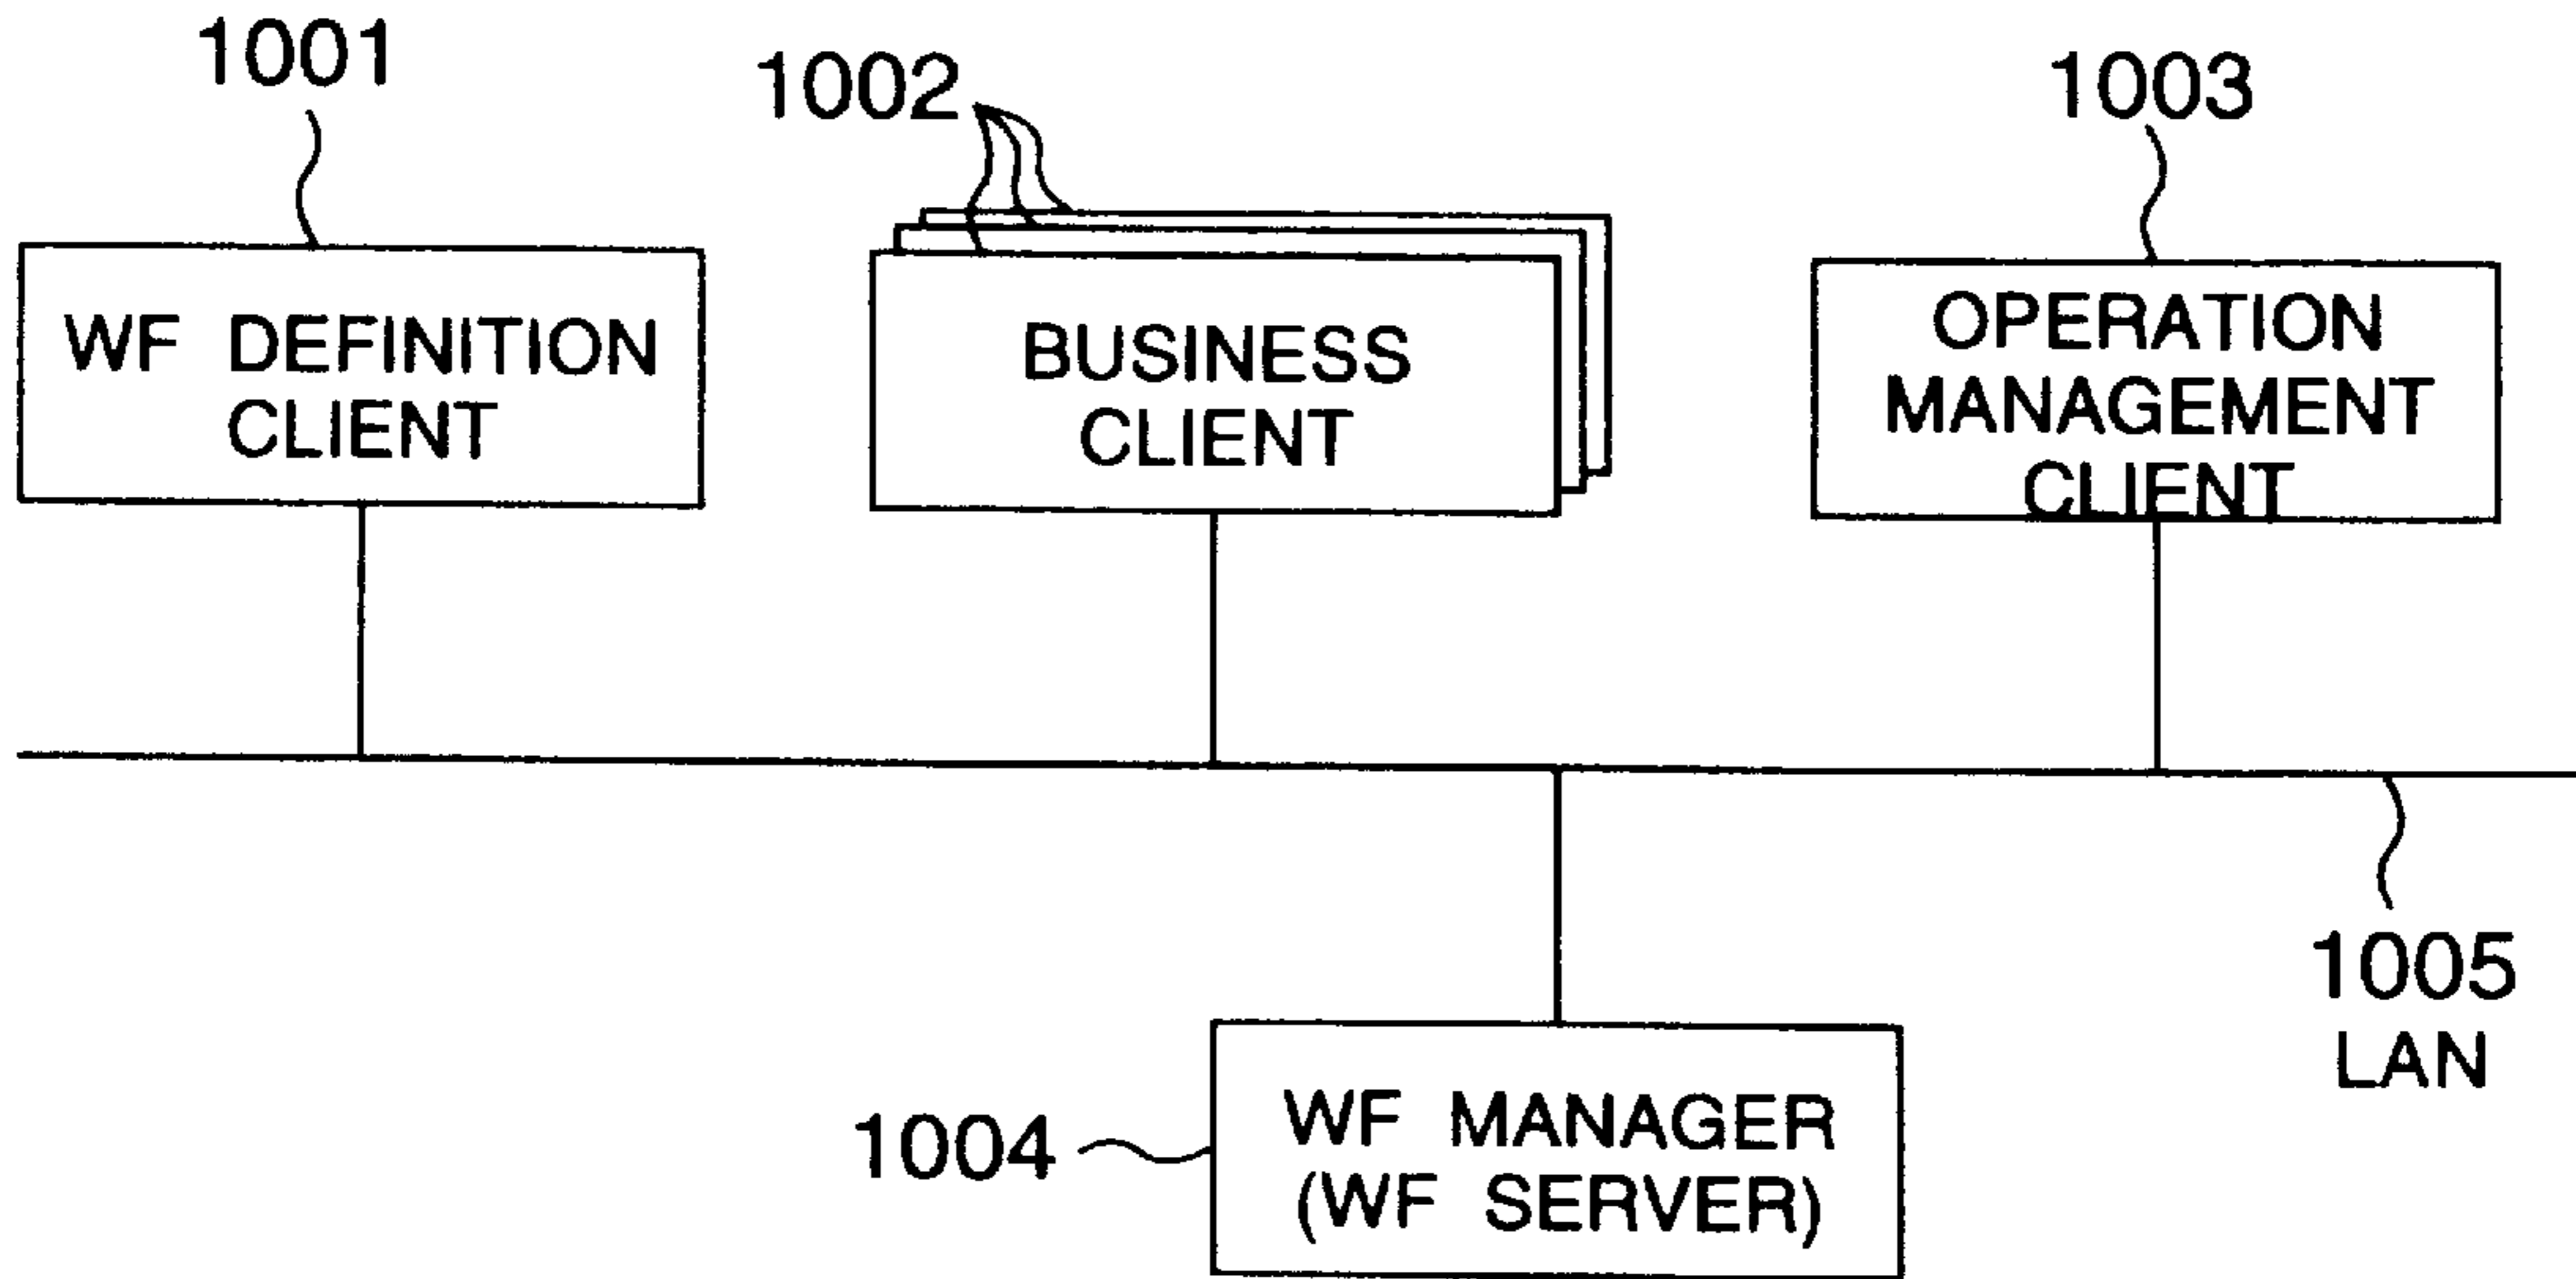 1001
1002
1003
WF DEFINITION
CLIENT
BUSINESS
CLIENT
OPERATION
MANAGEMENT
CLIENT
1005
LAN
1004
WF MANAGER
(WF SERVER)